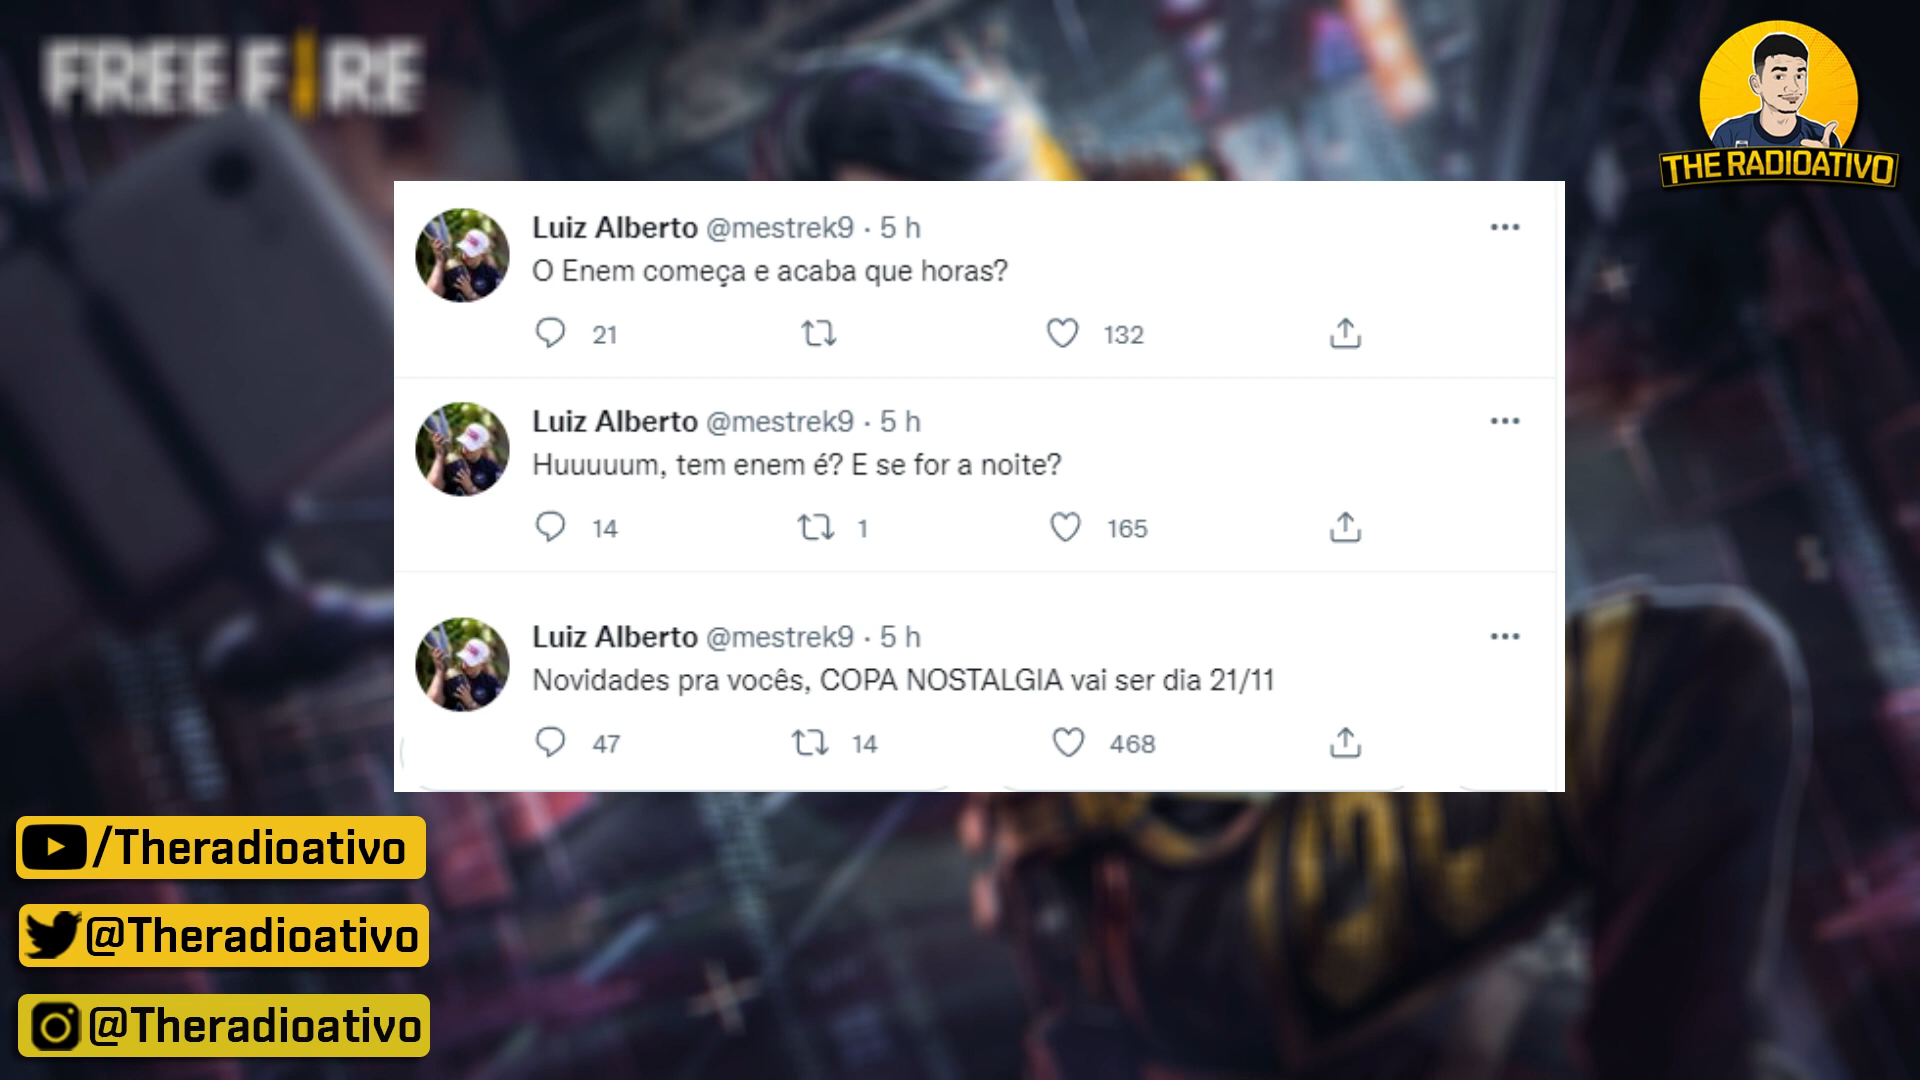 FREE FIRE
THE RADIOATIVO
Luiz Alberto @mestrek9 · 5 h
O Enem começa e acaba que horas?
21 132
Luiz Alberto @mestrek9 · 5 h
Huuuuum, tem enem é? E se for a noite?
14 1 165
Luiz Alberto @mestrek9 · 5 h
Novidades pra vocês, COPA NOSTALGIA vai ser dia 21/11
47 14 468
/Theradioativo
@Theradioativo
@Theradioativo